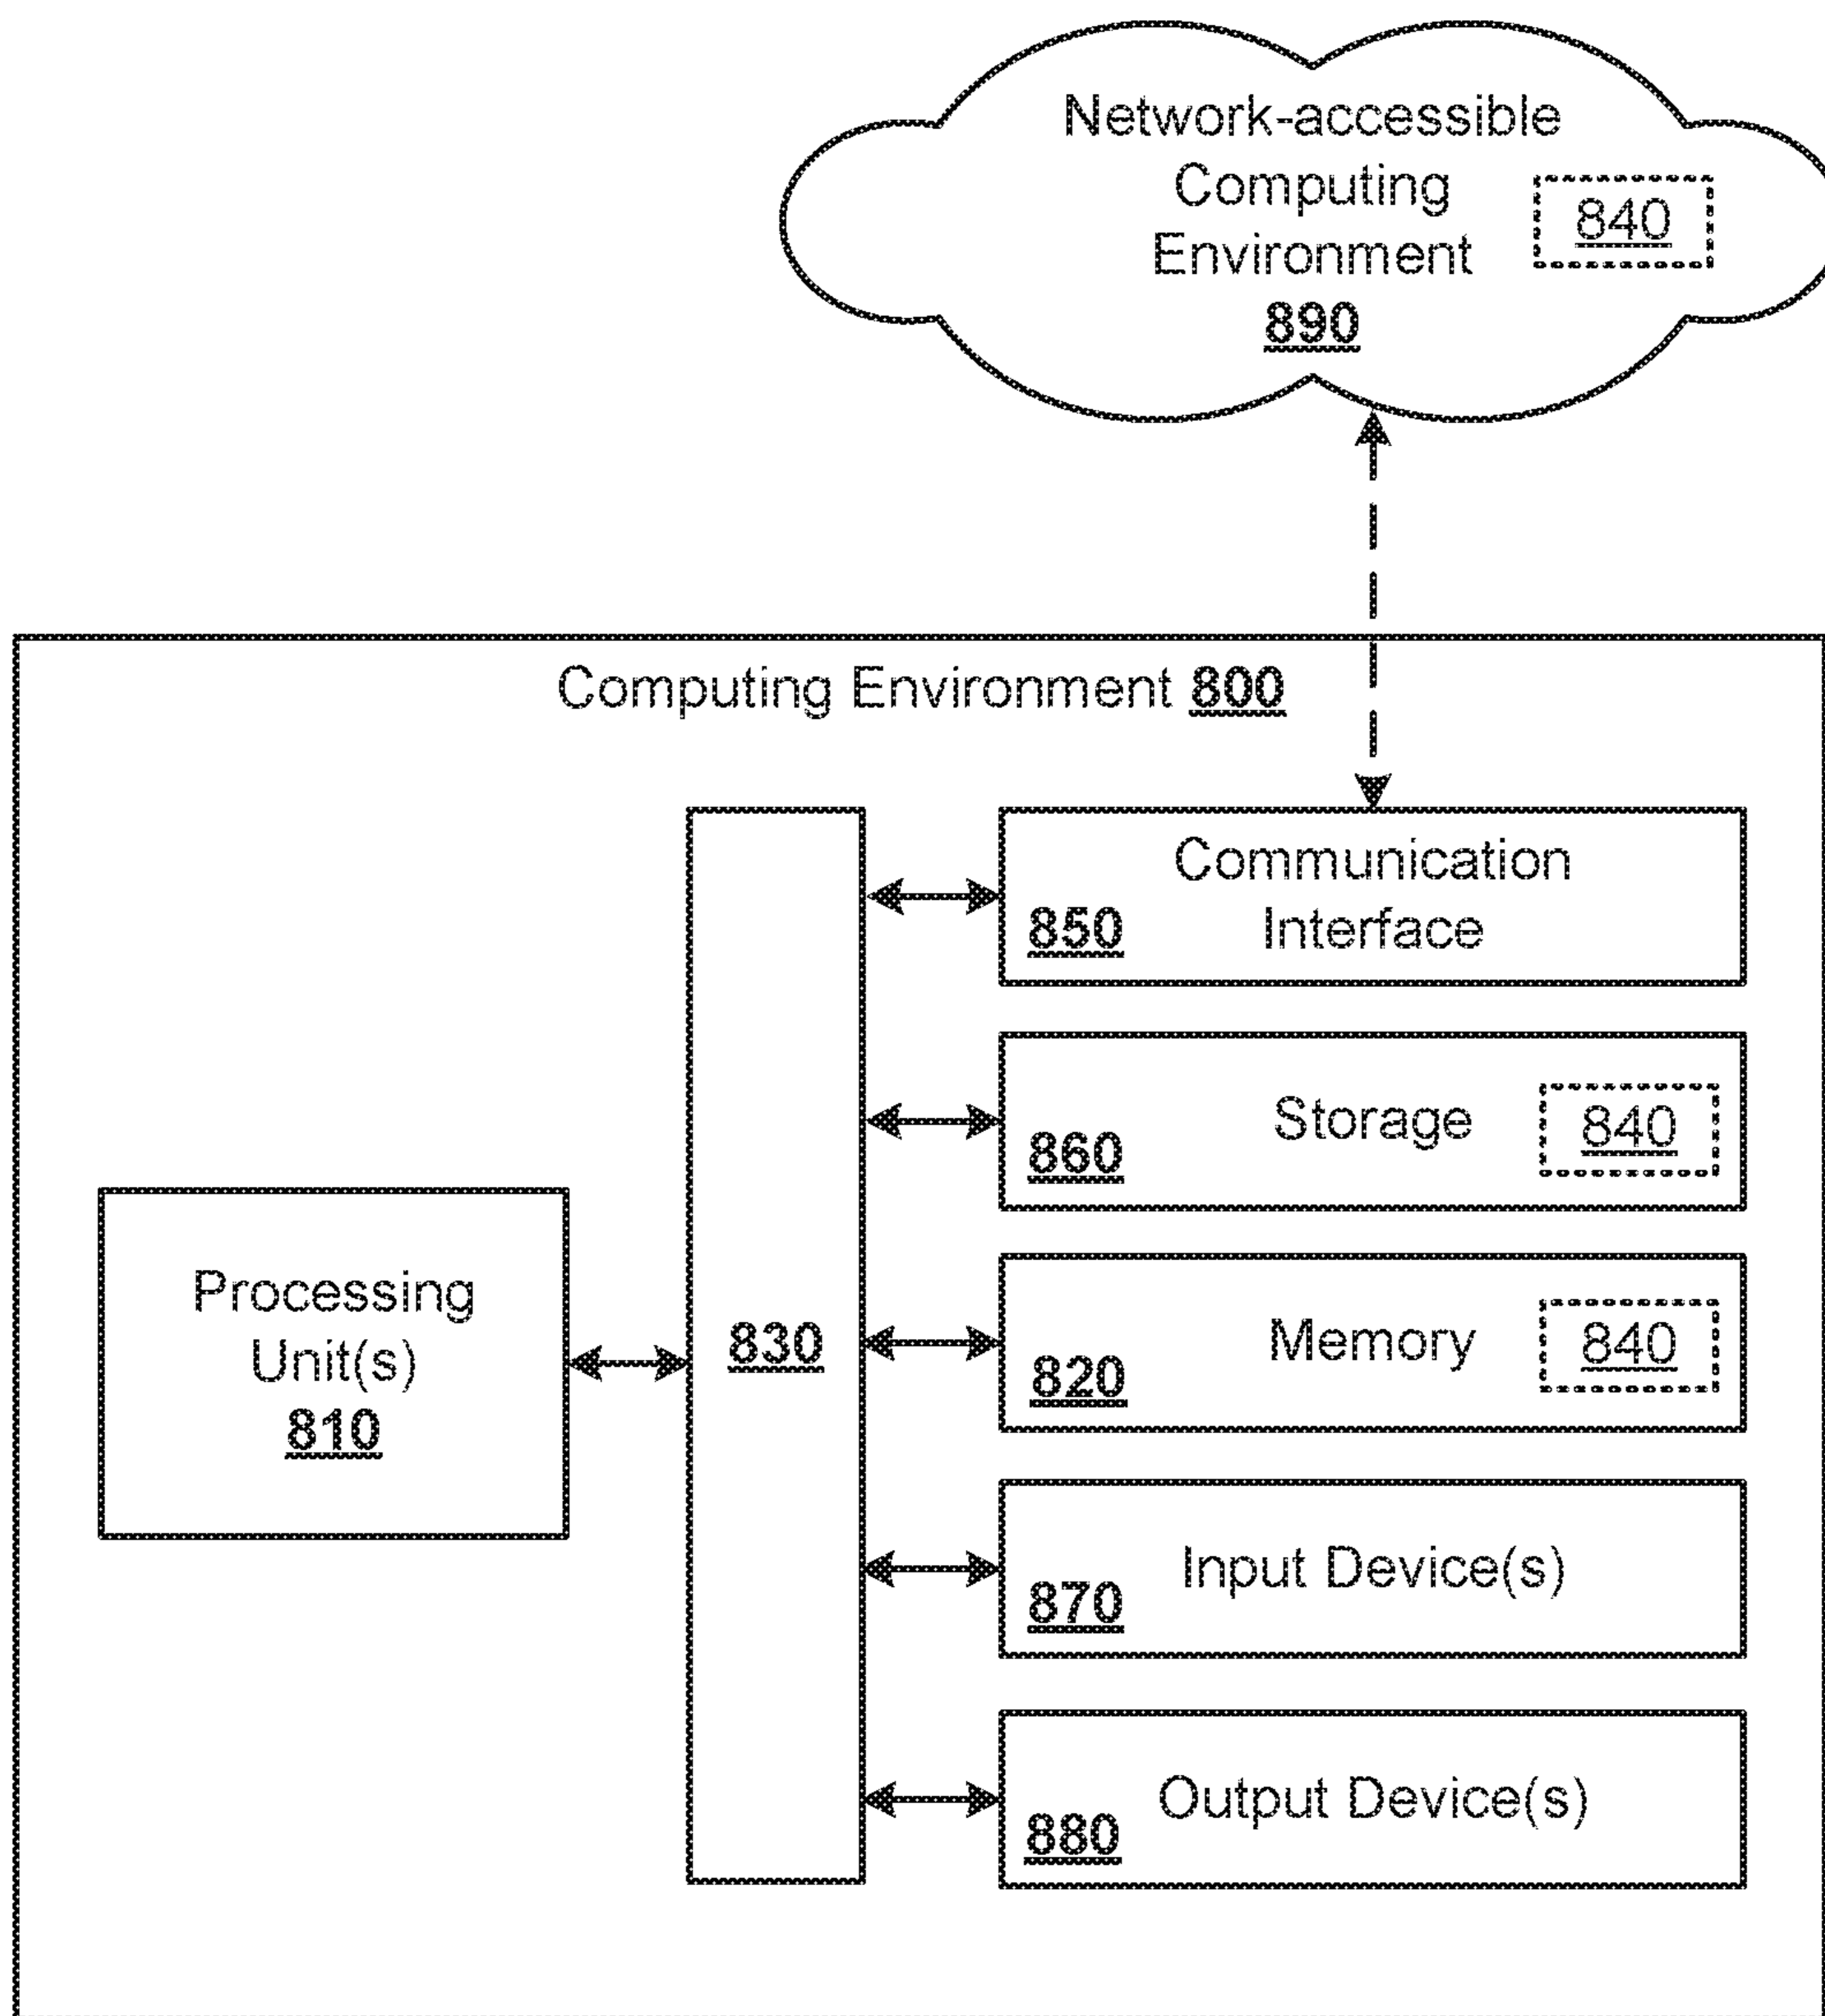 Network-accessible
Computing
Environment
840
890
Computing Environment 800
Communication
Interface
850
Storage
840
860
Processing
Unit(s)
810
830
Memory
840
820
Input Device(s)
870
Output Device(s)
880